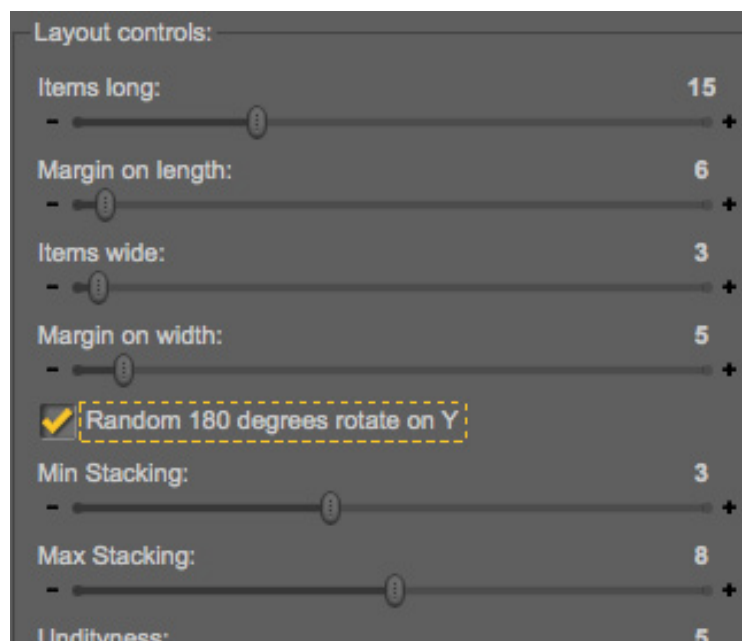 Layout controls:
Items long: 15
- +
Margin on length: 6
- +
Items wide: 3
- +
Margin on width: 5
- +
Random 180 degrees rotate on Y
Min Stacking: 3
- +
Max Stacking: 8
- +
Undityness: 5